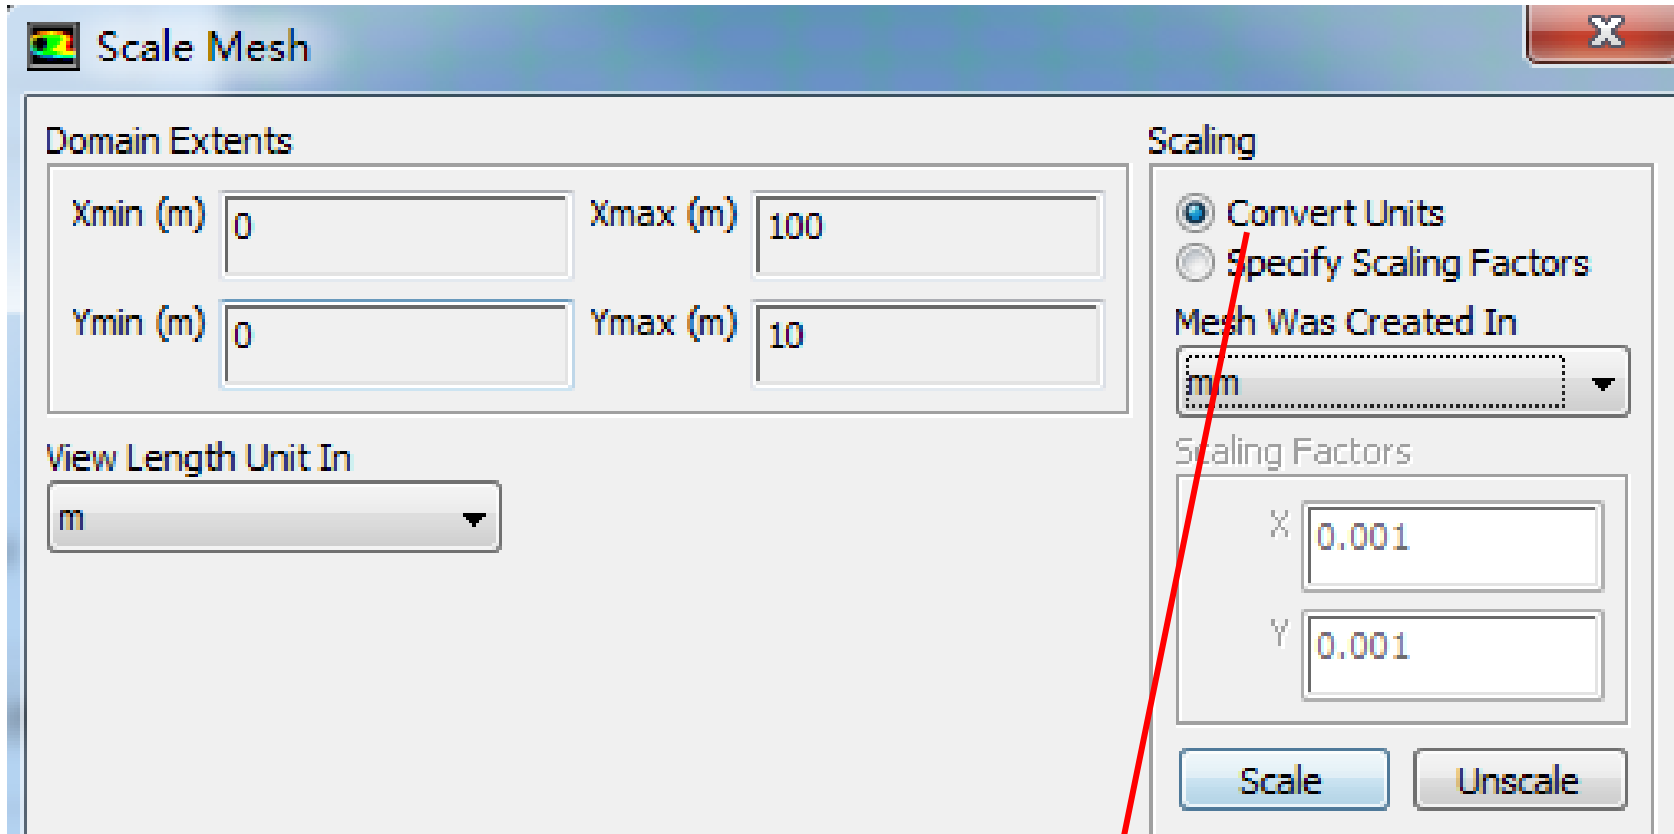 Scale Mesh
Domain Extents
Xmin (m) 0 Xmax (m) 100
Ymin (m) 0 Ymax (m) 10
View Length Unit In
m
Scaling
Convert Units
Specify Scaling Factors
Mesh Was Created In
mm
Scaling Factors
X 0.001
Y 0.001
Scale Unscale